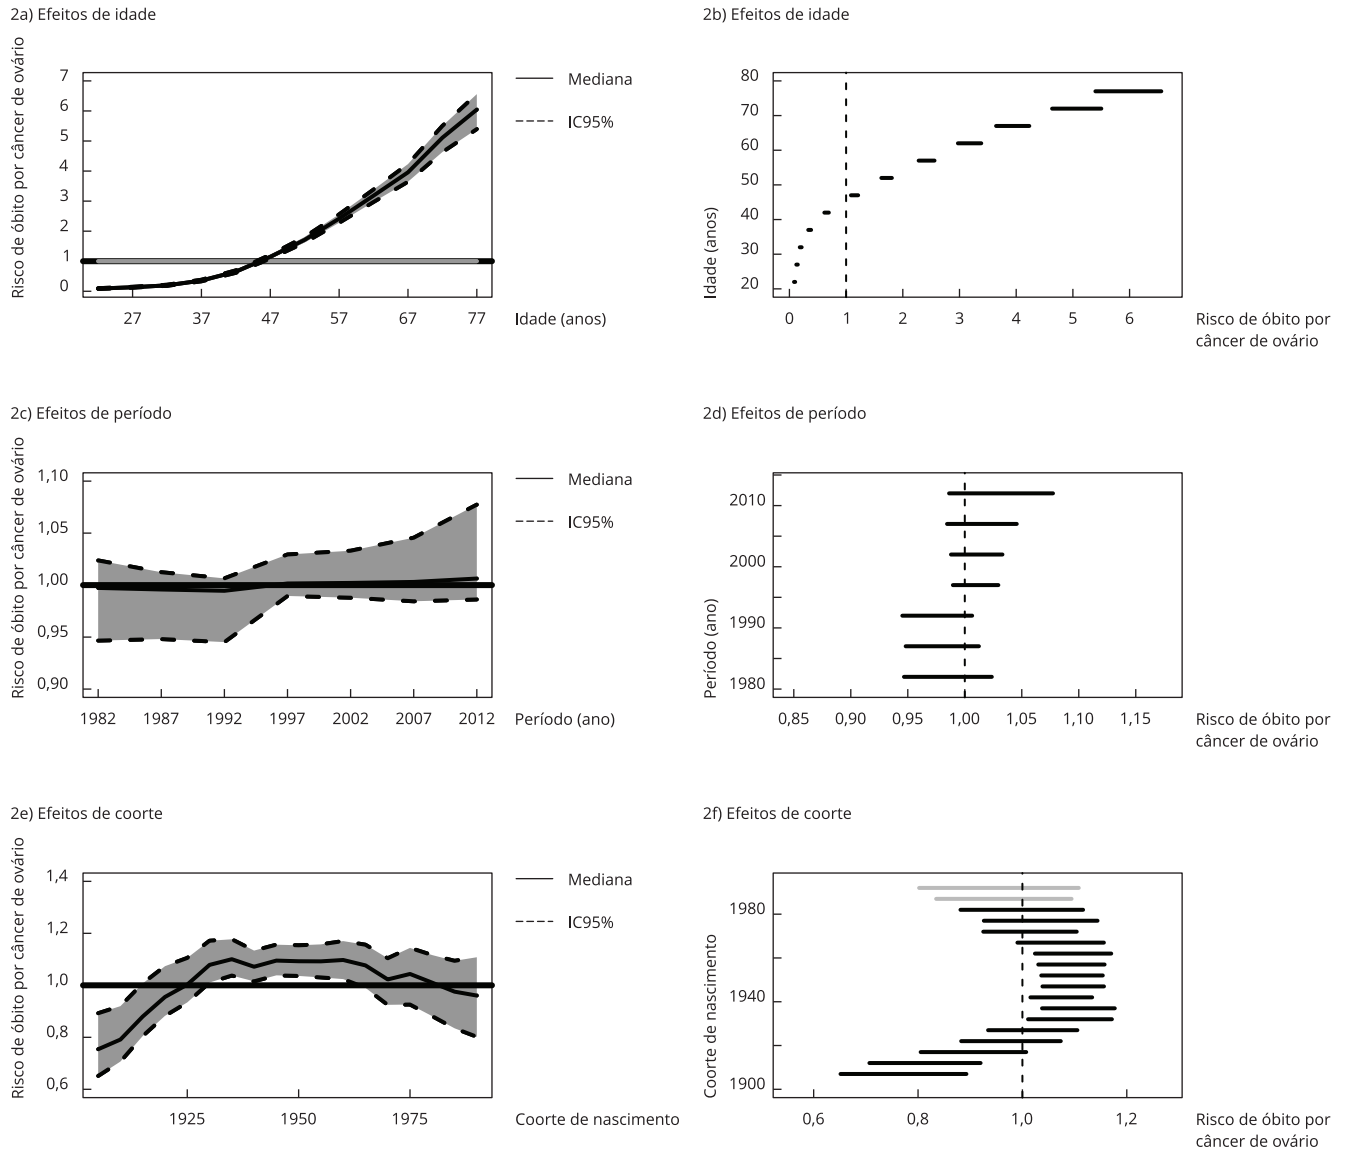 2a) Efeitos de idade
Risco de óbito por câncer de ovário
7
6
5
4
3
2
1
0
27 37 47 57 67 77
Idade (anos)
Mediana
IC95%
2b) Efeitos de idade
Idade (anos)
80
70
60
50
40
30
20
0 1 2 3 4 5 6
Risco de óbito por
câncer de ovário
2c) Efeitos de período
Risco de óbito por câncer de ovário
1,10
1,05
1,00
0,95
0,90
1982 1987 1992 1997 2002 2007 2012
Período (ano)
Mediana
IC95%
2d) Efeitos de período
Período (ano)
2010
2000
1990
1980
0,85 0,90 0,95 1,00 1,05 1,10 1,15
Risco de óbito por
câncer de ovário
2e) Efeitos de coorte
Risco de óbito por câncer de ovário
1,4
1,2
1,0
0,8
0,6
1925 1950 1975
Coorte de nascimento
Mediana
IC95%
2f) Efeitos de coorte
Coorte de nascimento
1980
1940
1900
0,6 0,8 1,0 1,2
Risco de óbito por
câncer de ovário